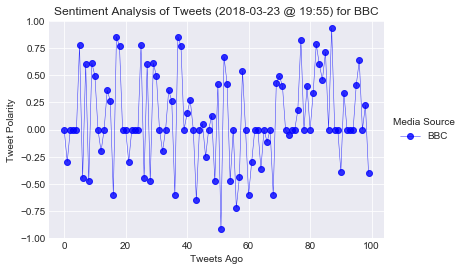 Sentiment Analysis of Tweets (2018-03-23 @ 19:55) for BBC
1.00
0.75
0.50
0.25
0.00
−0.25
−0.50
−0.75
−1.00
Tweet Polarity
0 20 40 60 80 100
Tweets Ago
Media Source
BBC